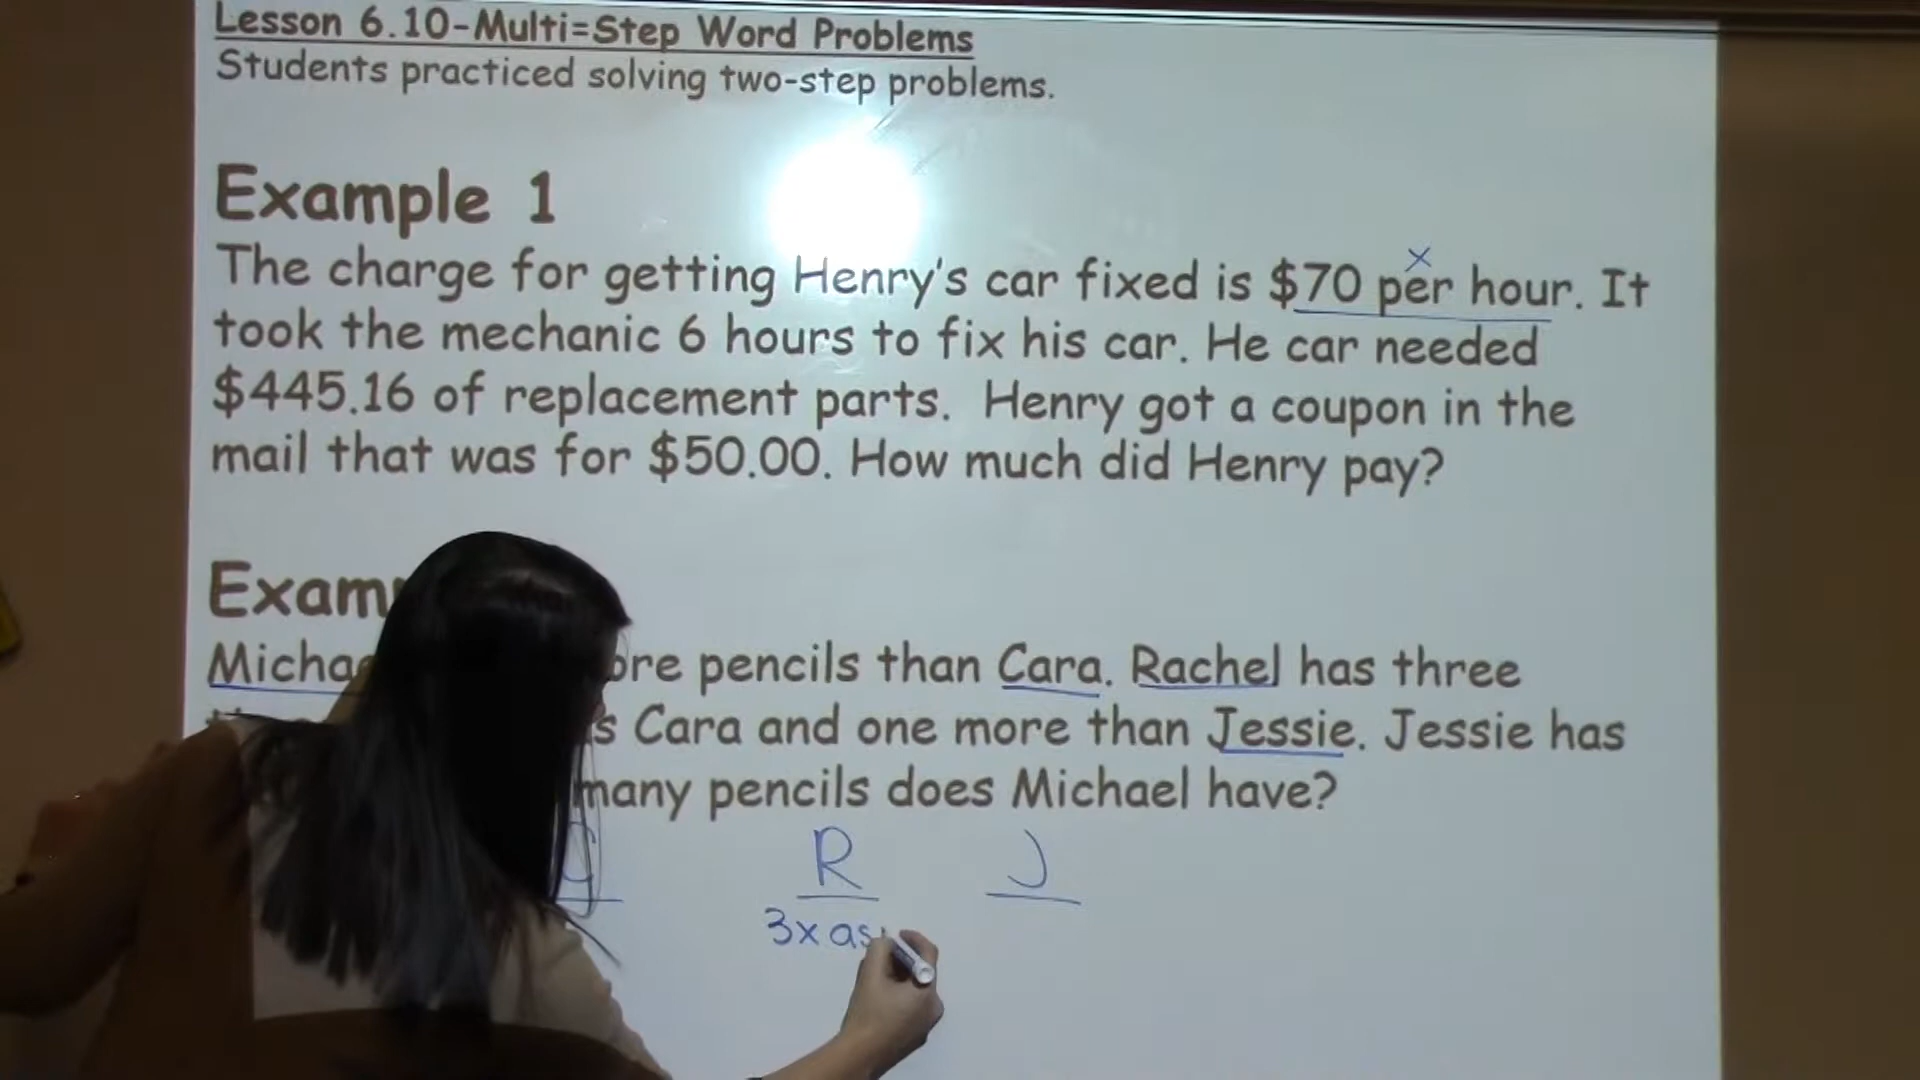 Lesson 6.10-Multi=Step Word Problems
Students practiced solving two-step problems.
Example 1
x
The charge for getting Henry's car fixed is $70 per hour. It
took the mechanic 6 hours to fix his car. He car needed
$445.16 of replacement parts. Henry got a coupon in the
mail that was for $50.00. How much did Henry pay?
pencils than Cara. Rachel has three
Cara and one more than Jessie. Jessie has
many pencils does Michael have?
C R J
3x as